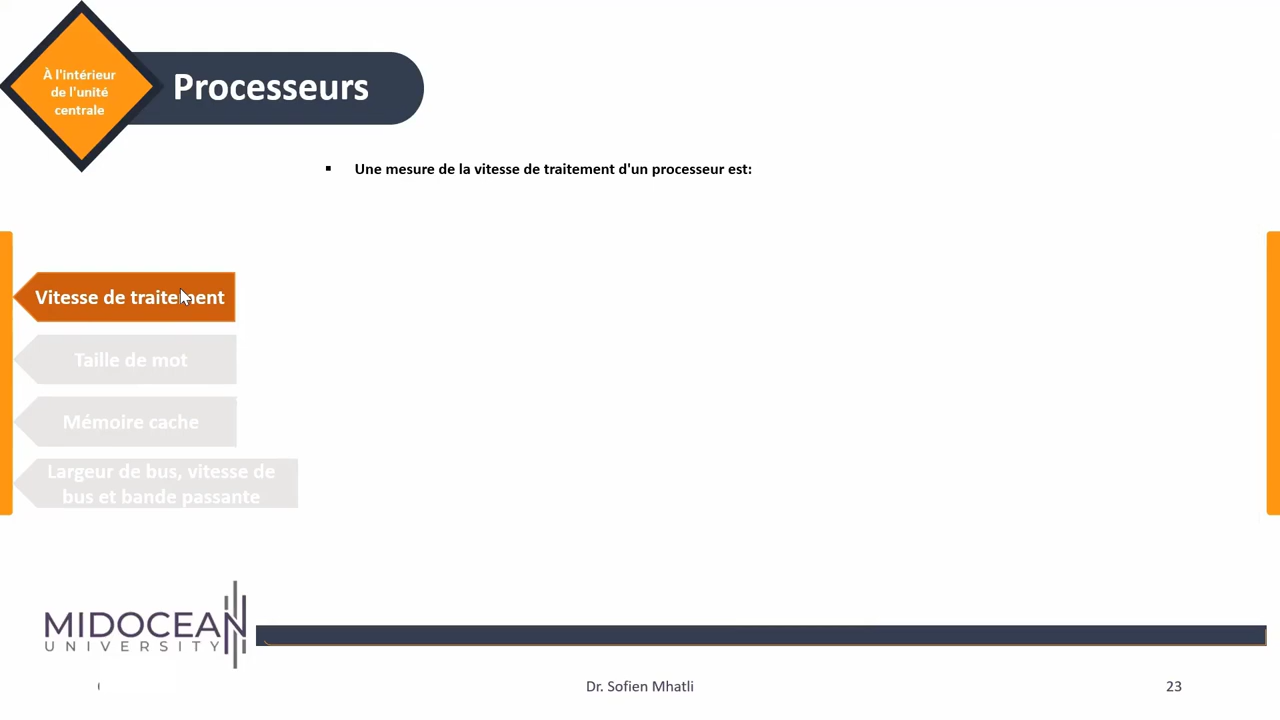 À l'intérieur
de l'unité
centrale
Processeurs
▪ Une mesure de la vitesse de traitement d'un processeur est:
Vitesse de traitement
Taille de mot
Mémoire cache
Largeur de bus, vitesse de
bus et bande passante
MIDOCEAN
UNIVERSITY
Dr. Sofien Mhatli
23